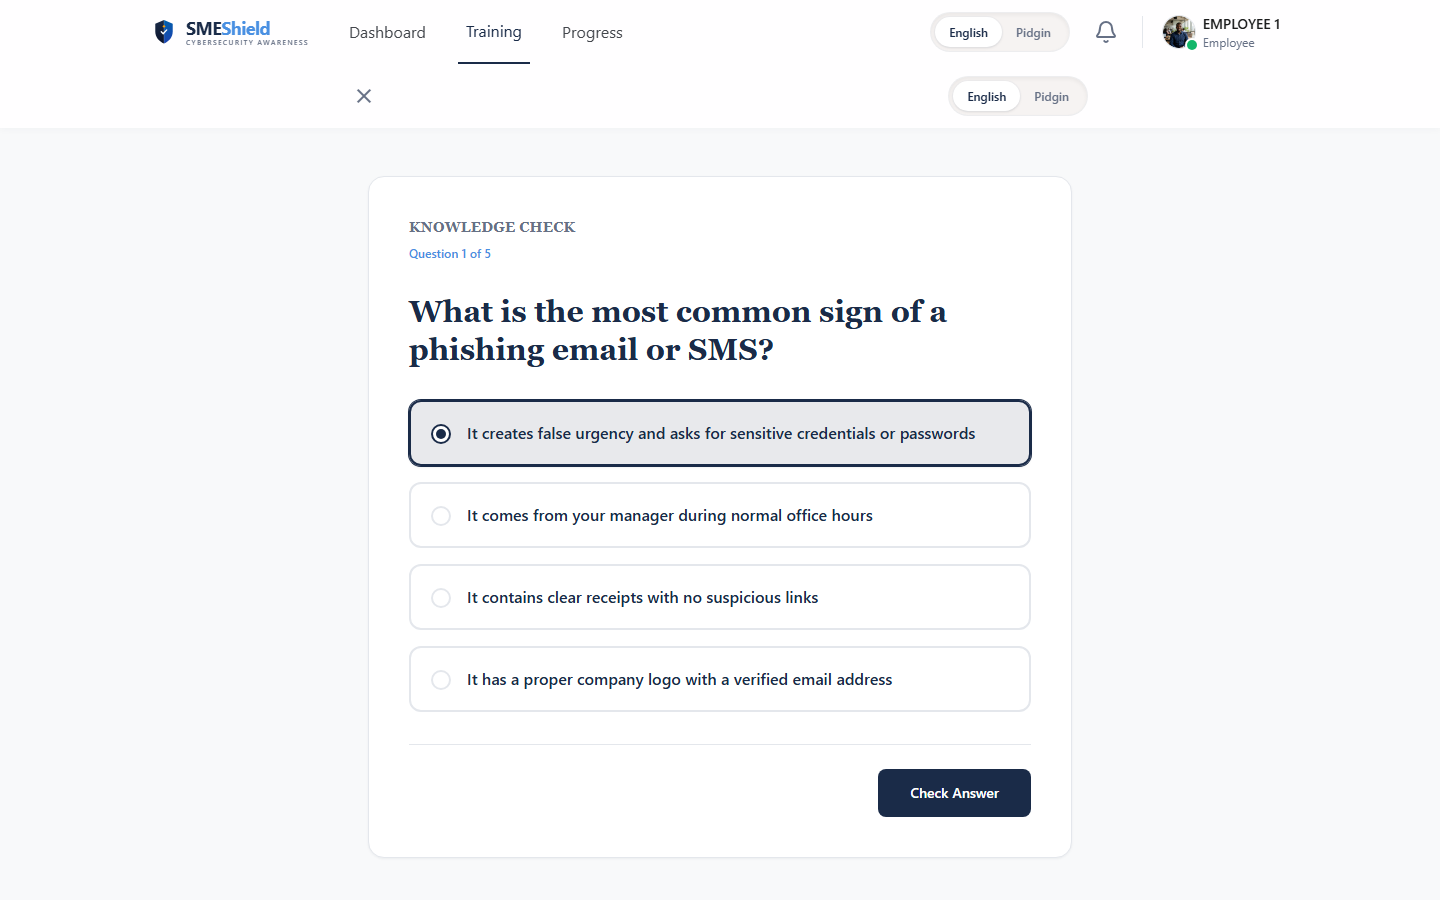 SMEShield
CYBERSECURITY AWARENESS
Dashboard
Training
Progress
English
Pidgin
EMPLOYEE 1
Employee
English
Pidgin
KNOWLEDGE CHECK
Question 1 of 5
What is the most common sign of a
phishing email or SMS?
It creates false urgency and asks for sensitive credentials or passwords
It comes from your manager during normal office hours
It contains clear receipts with no suspicious links
It has a proper company logo with a verified email address
Check Answer